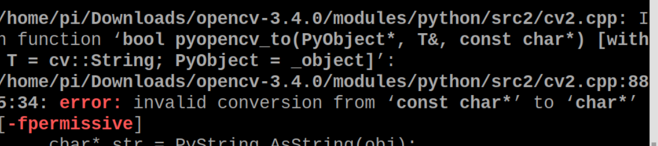 /home/pi/Downloads/opencv-3.4.0/modules/python/src2/cv2.cpp: I
n function ‘bool pyopencv_to(PyObject*, T&, const char*) [with
 T = cv::String; PyObject = _object]’:
/home/pi/Downloads/opencv-3.4.0/modules/python/src2/cv2.cpp:88
5:34: error: invalid conversion from ‘const char*’ to ‘char*’
[-fpermissive]
     char* str = PyString_AsString(obj);